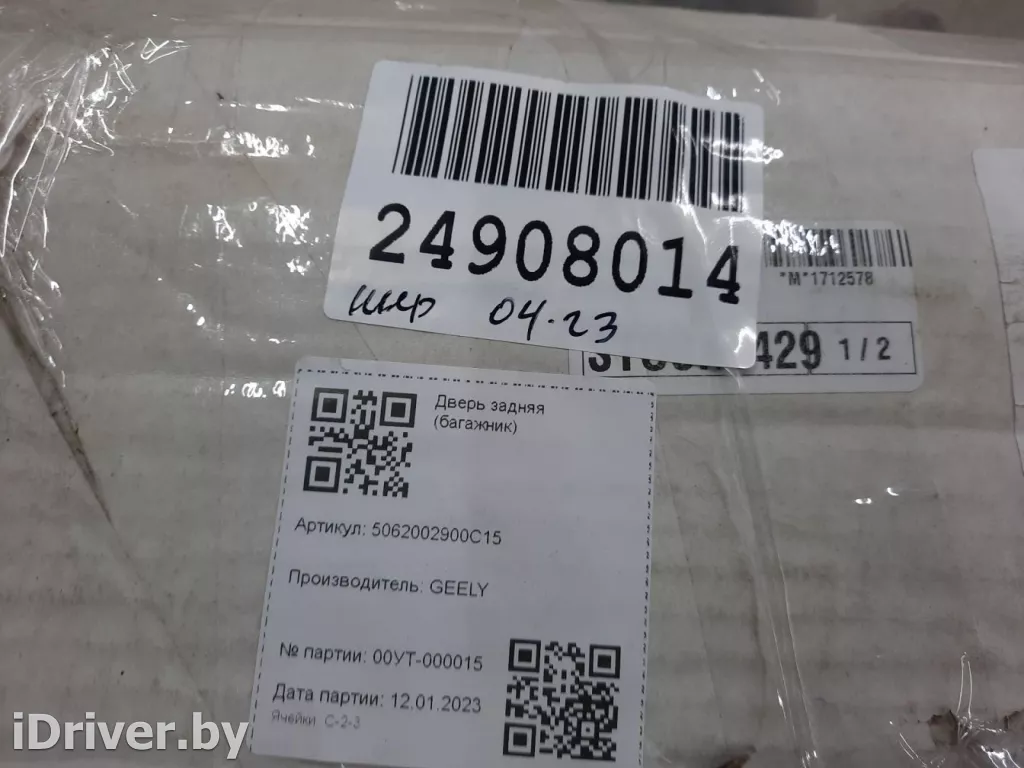 24908014
04.23
*M*1712578
429 1/2
Дверь задняя
(багажник)
Артикул: 5062002900C15
Производитель: GEELY
№ партии: 00УТ-000015
Дата партии: 12.01.2023
Ячейки С-2-3
iDriver.by